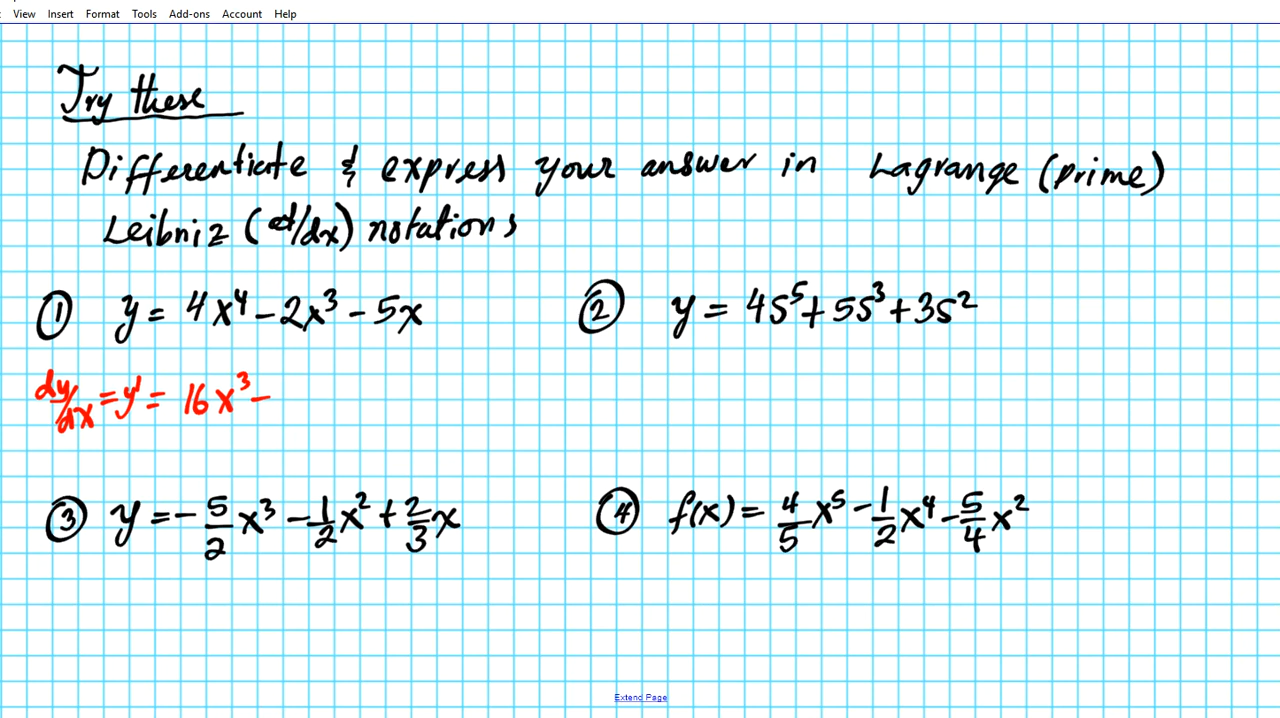 View Insert Format Tools Add-ons Account Help
Try these
Differentiate & express your answer in Lagrange (prime)
Leibniz (d/dx) notations
① y = 4x⁴ - 2x³ - 5x
② y = 4s⁵ + 5s³ + 3s²
dy/dx = y' = 16x³ -
③ y = - 5/2 x³ - 1/2 x² + 2/3 x
④ f(x) = 4/5 x⁵ - 1/2 x⁴ - 5/4 x²
Extend Page